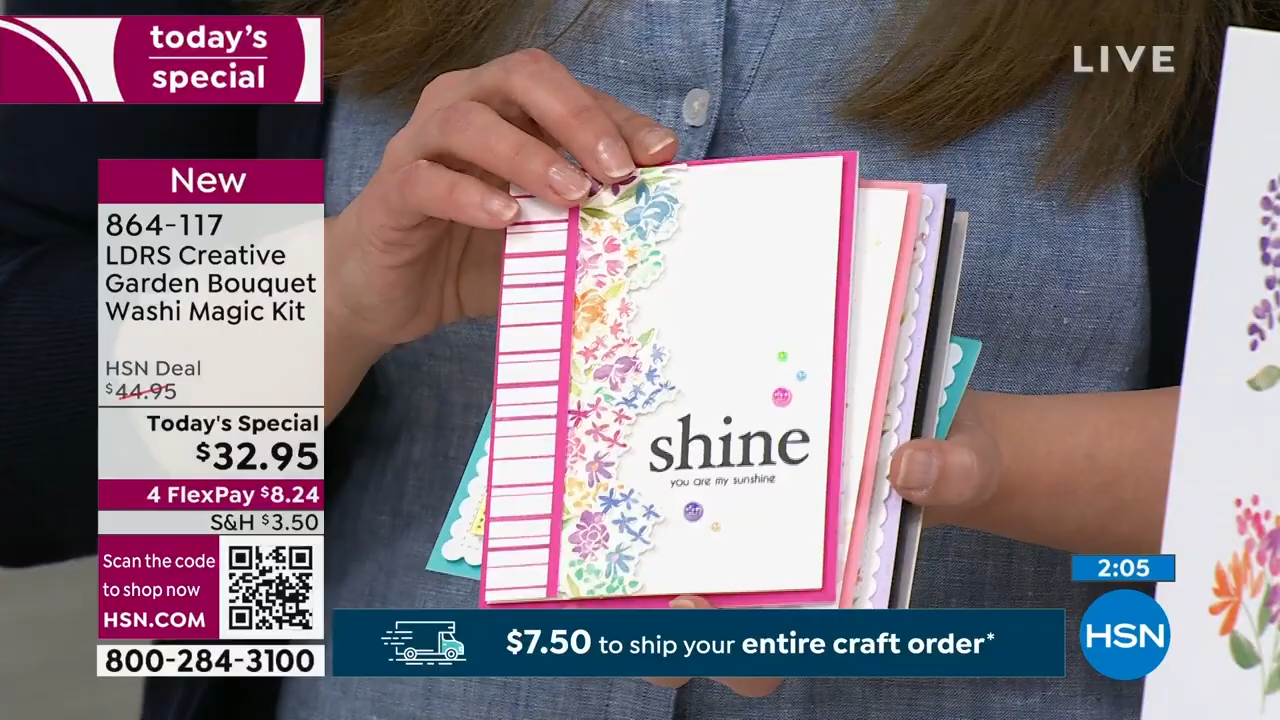 today's
special
LIVE
New
864-117
LDRS Creative
Garden Bouquet
Washi Magic Kit
HSN Deal
$44.95
Today's Special
$32.95
4 FlexPay $8.24
S&H $3.50
Scan the code
to shop now
HSN.COM
800-284-3100
shine
you are my sunshine
2:05
$7.50 to ship your entire craft order*
HSN